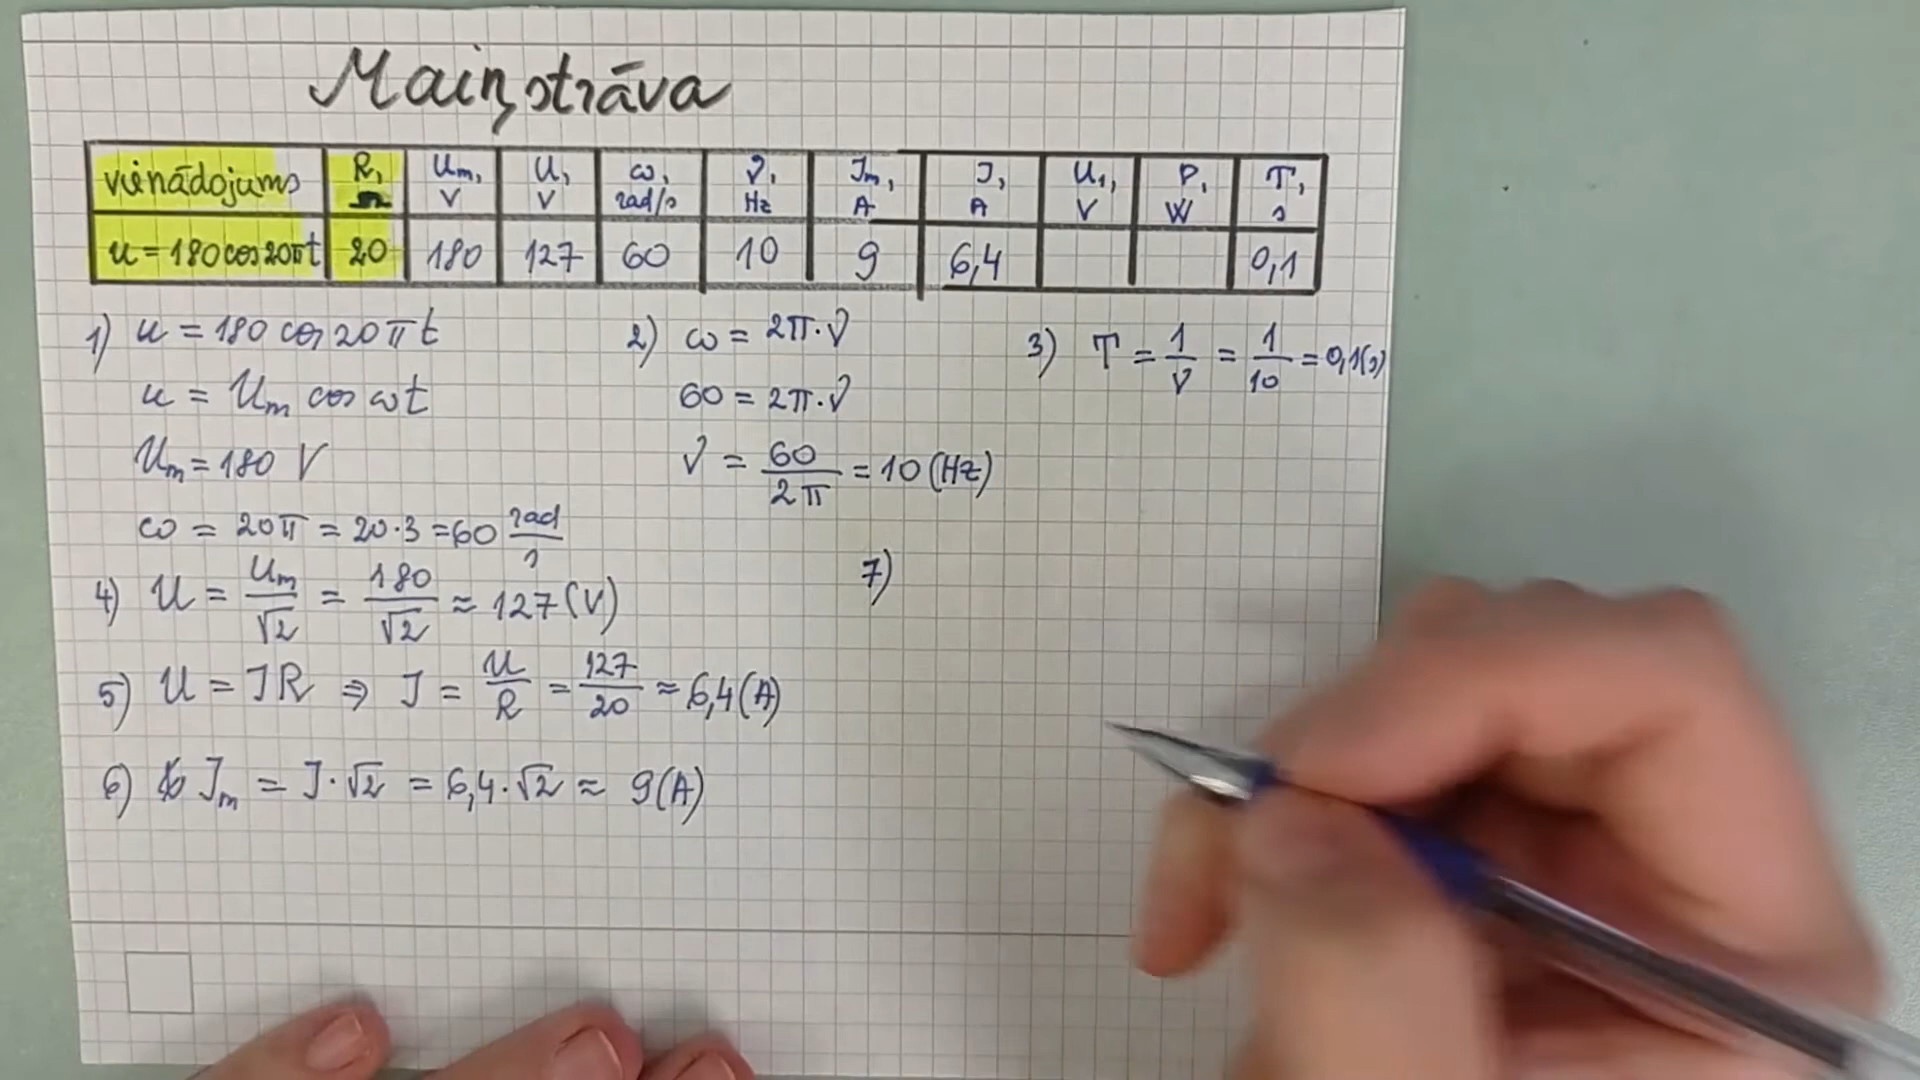 Maiņstrāva
vienādojums R, Ω Um, V U, V ω, rad/s ν, Hz Im, A I, A U1, V P, W T, s
u = 180cos20πt 20 180 127 60 10 9 6,4 0,1
1) u = 180 cos 20πt
u = Um cos ωt
Um = 180 V
ω = 20π = 20·3 = 60 rad/s
2) ω = 2π·ν
60 = 2π·ν
ν = 60/2π = 10 (Hz)
3) T = 1/ν = 1/10 = 0,1(s)
4) U = Um/√2 = 180/√2 ≈ 127 (V)
5) U = IR ⇒ I = U/R = 127/20 ≈ 6,4 (A)
6) Im = I·√2 = 6,4·√2 ≈ 9(A)
7)